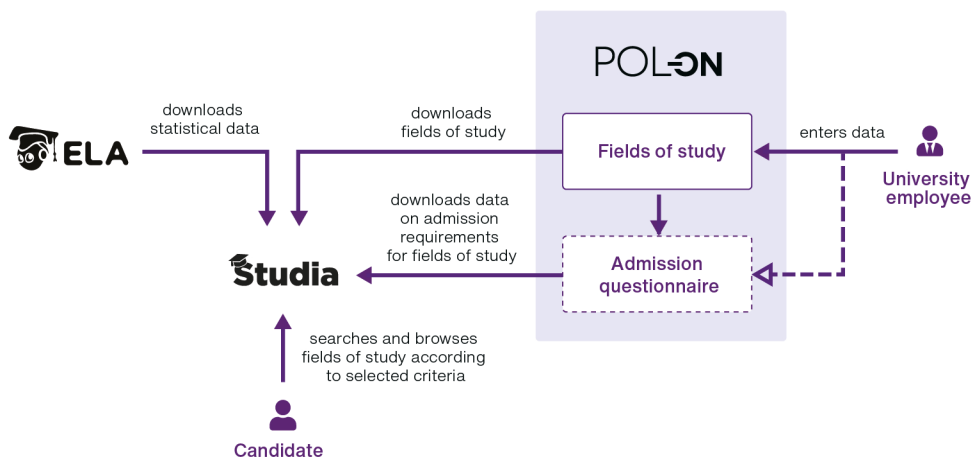 POL-ON
downloads
statistical data
downloads
fields of study
enters data
ELA
Fields of study
University
employee
downloads data
on admission
requirements
for fields of study
Studia
Admission
questionnaire
searches and browses
fields of study according
to selected criteria
Candidate